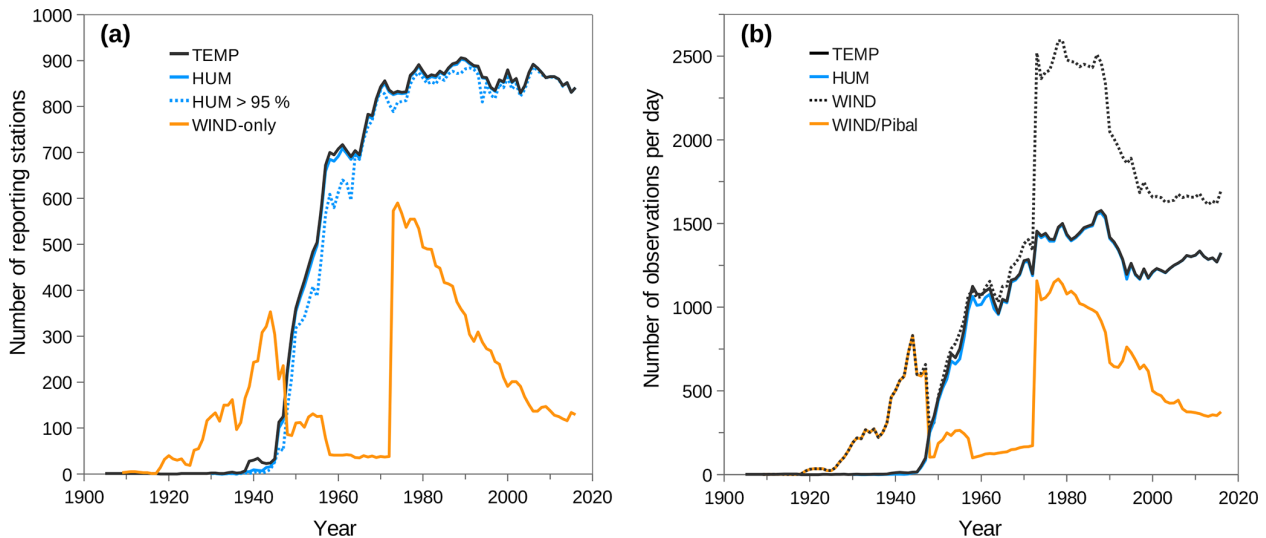 (a)
TEMP
HUM
HUM > 95 %
WIND-only
Number of reporting stations
1000
900
800
700
600
500
400
300
200
100
0
1900 1920 1940 1960 1980 2000 2020
Year
(b)
TEMP
HUM
WIND
WIND/Pibal
Number of observations per day
2500
2000
1500
1000
500
0
1900 1920 1940 1960 1980 2000 2020
Year